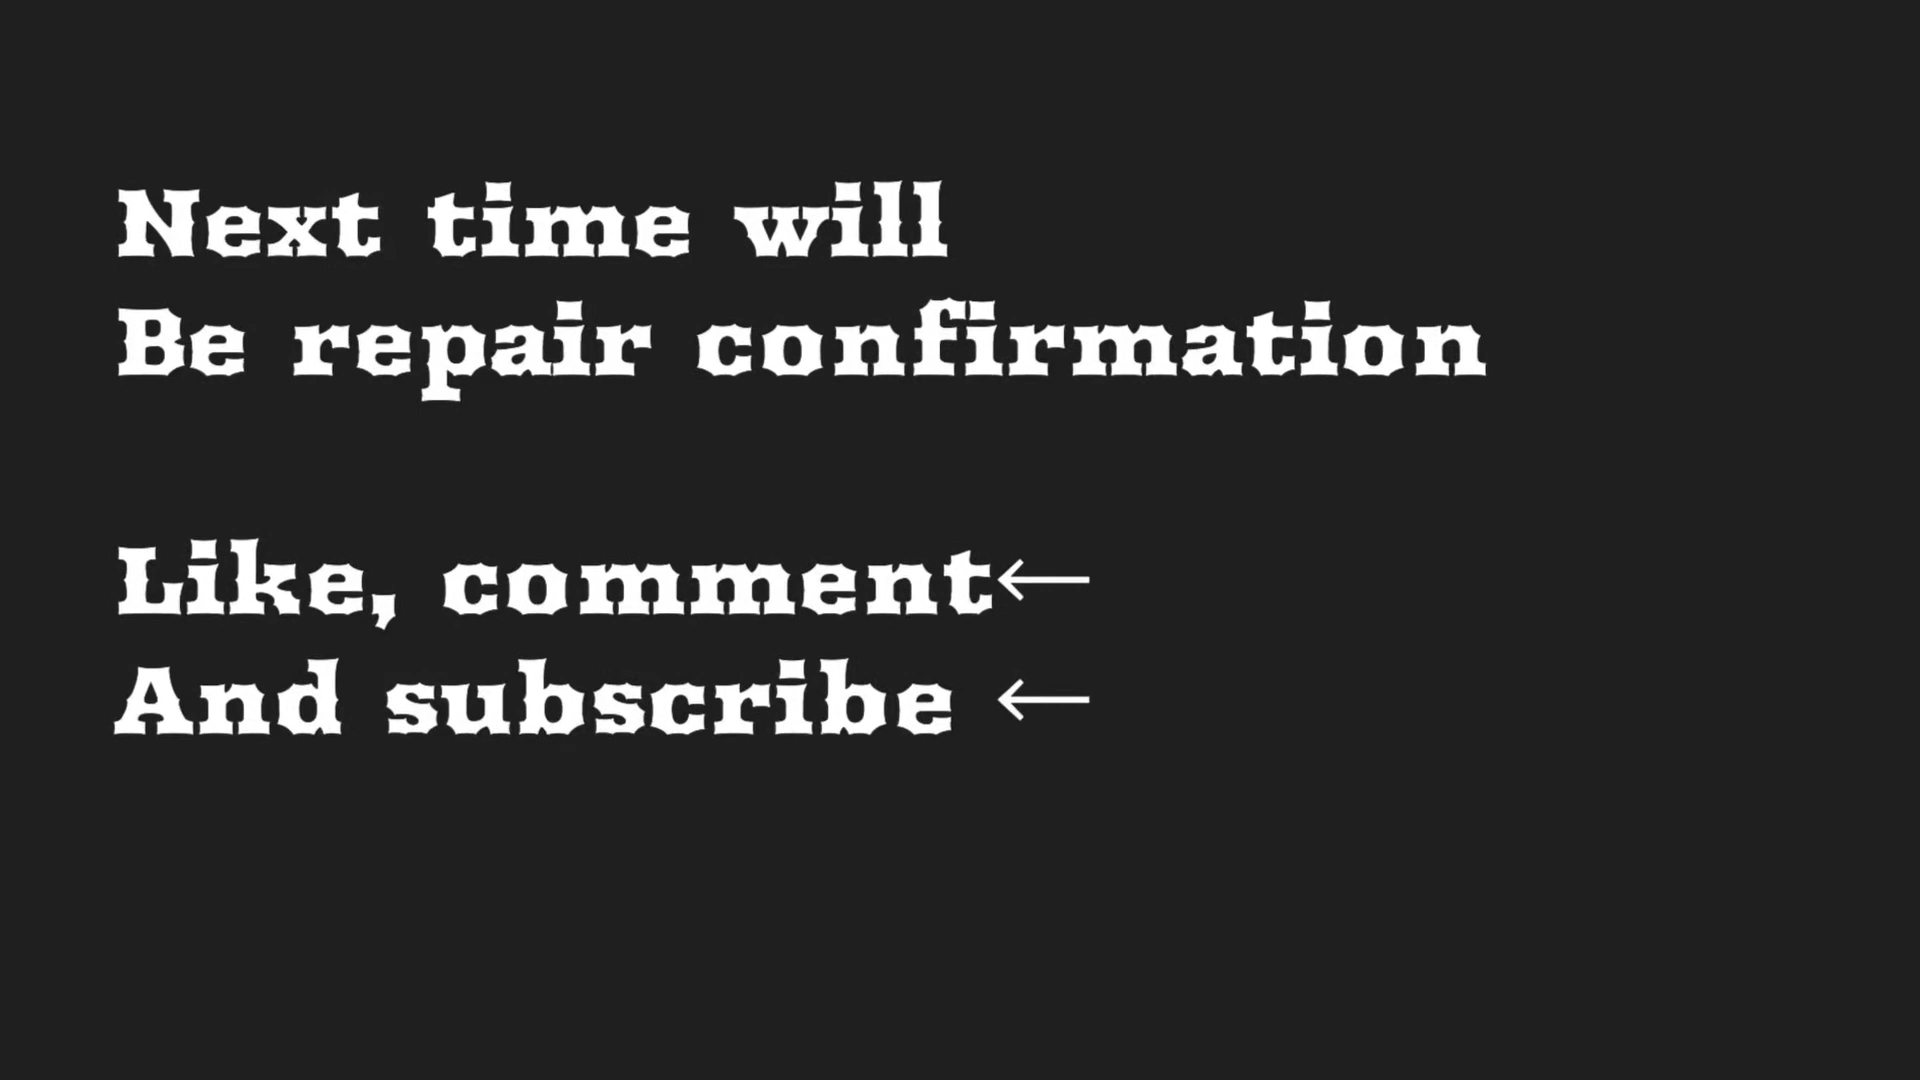 Next time will
Be repair confirmation
Like, comment←
And subscribe ←